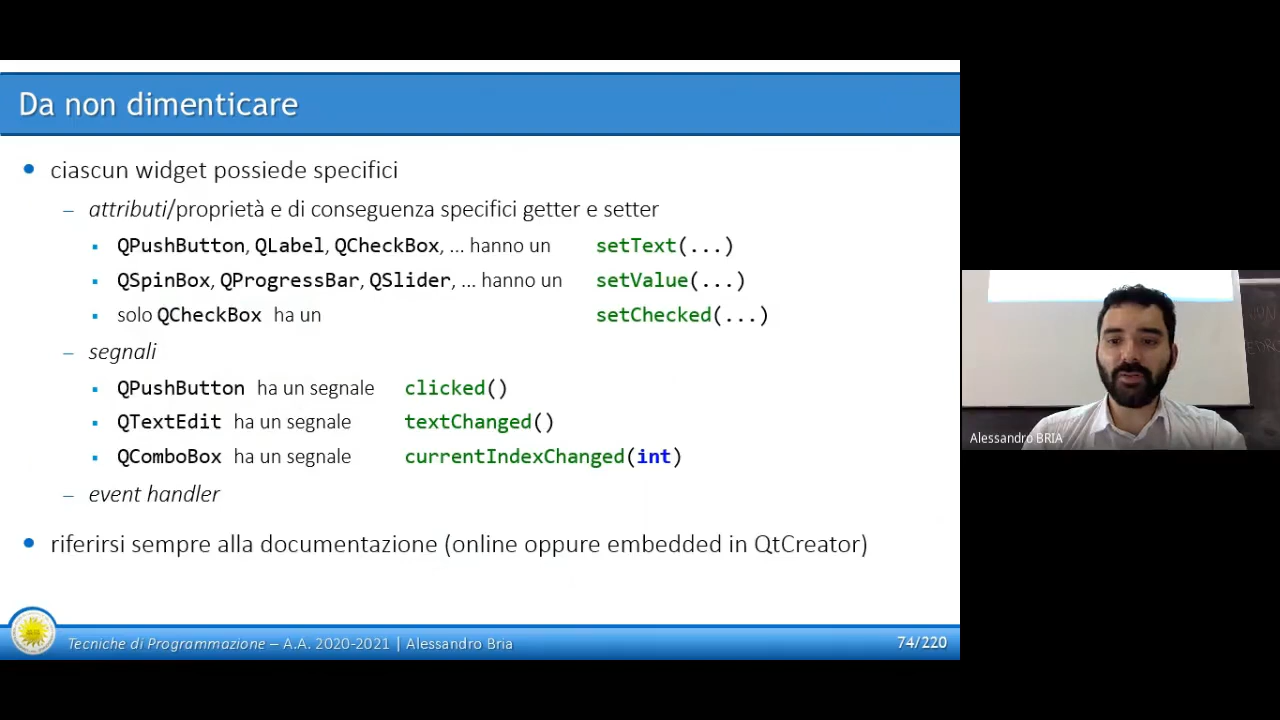 Da non dimenticare
• ciascun widget possiede specifici
– attributi/proprietà e di conseguenza specifici getter e setter
▪ QPushButton, QLabel, QCheckBox, ... hanno un setText(...)
▪ QSpinBox, QProgressBar, QSlider, ... hanno un setValue(...)
▪ solo QCheckBox ha un setChecked(...)
– segnali
▪ QPushButton ha un segnale clicked()
▪ QTextEdit ha un segnale textChanged()
▪ QComboBox ha un segnale currentIndexChanged(int)
– event handler
• riferirsi sempre alla documentazione (online oppure embedded in QtCreator)
Tecniche di Programmazione – A.A. 2020-2021 | Alessandro Bria
74/220
Alessandro BRIA